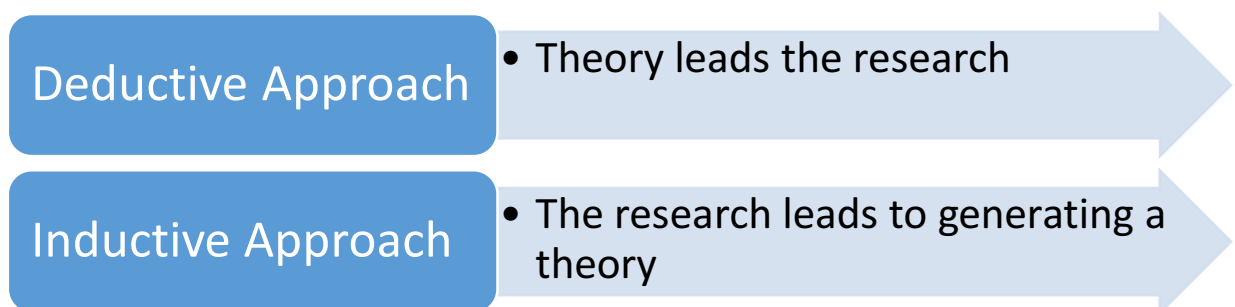 Deductive Approach
• Theory leads the research
Inductive Approach
• The research leads to generating a
theory